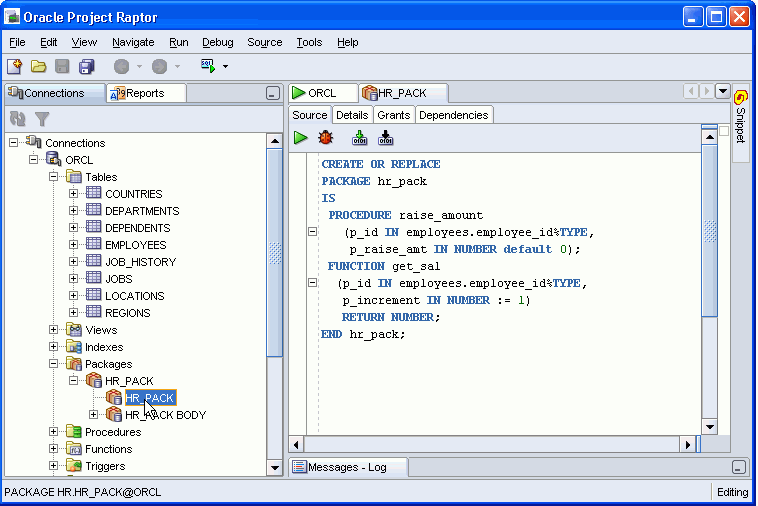 Oracle Project Raptor
File Edit View Navigate Run Debug Source Tools Help
SQL
Connections Reports
ORCL HR_PACK
Source Details Grants Dependencies
Snippet
Connections
ORCL
Tables
COUNTRIES
DEPARTMENTS
DEPENDENTS
EMPLOYEES
JOB_HISTORY
JOBS
LOCATIONS
REGIONS
Views
Indexes
Packages
HR_PACK
HR_PACK
HR_PACK BODY
Procedures
Functions
Triggers
CREATE OR REPLACE
PACKAGE hr_pack
IS
PROCEDURE raise_amount
(p_id IN employees.employee_id%TYPE,
p_raise_amt IN NUMBER default 0);
FUNCTION get_sal
(p_id IN employees.employee_id%TYPE,
p_increment IN NUMBER := 1)
RETURN NUMBER;
END hr_pack;
Messages - Log
PACKAGE HR.HR_PACK@ORCL
Editing